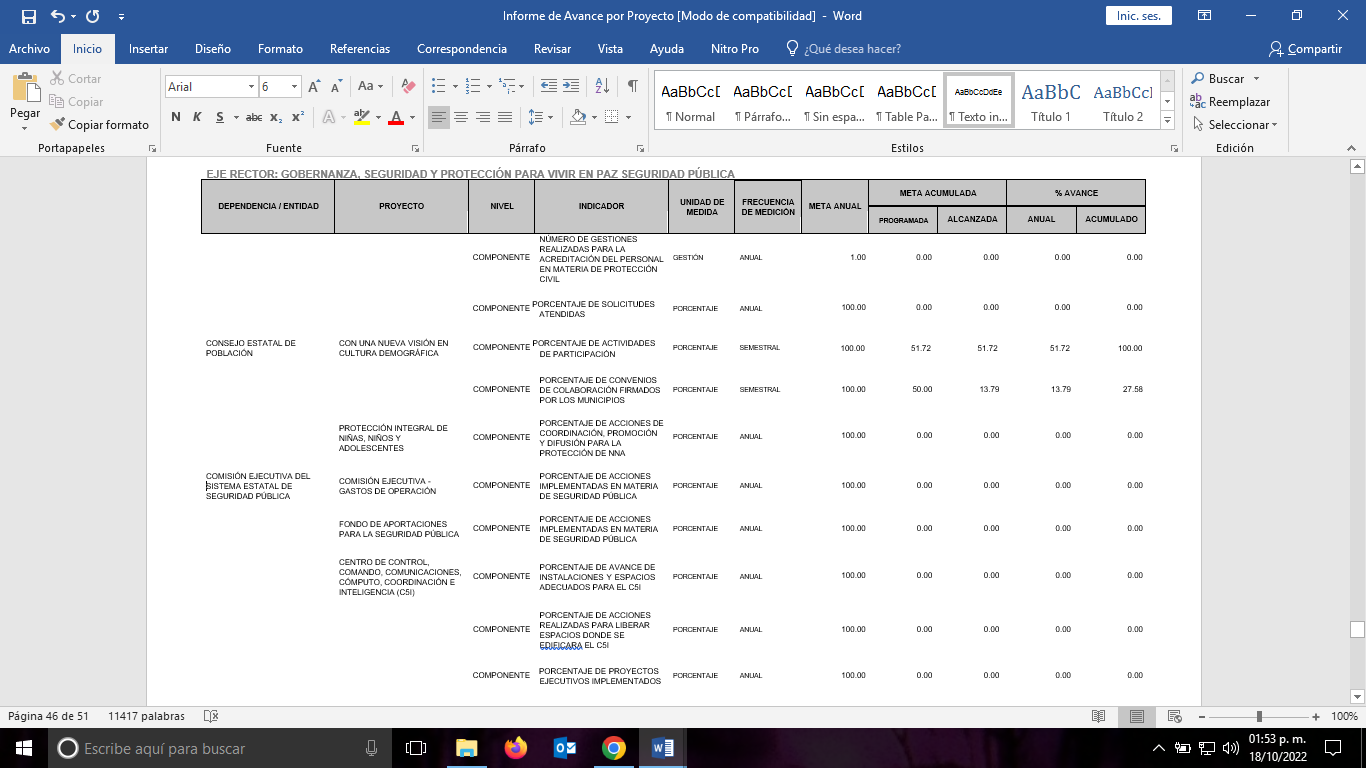 Informe de Avance por Proyecto [Modo de compatibilidad] - Word
Inic. ses.
Archivo Inicio Insertar Diseño Formato Referencias Correspondencia Revisar Vista Ayuda Nitro Pro ¿Qué desea hacer? Compartir
Pegar
Cortar
Copiar
Copiar formato
Portapapeles
Arial 6
N K S abc x₂ x²
Fuente
Párrafo
AaBbCcI AaBbCcI AaBbCcI AaBbCcI AaBbCcDdEe AaBbC AaBbCcI
¶ Normal ¶ Párrafo... ¶ Sin espa... ¶ Table Pa... ¶ Texto in... Título 1 Título 2
Estilos
Buscar
Reemplazar
Seleccionar
Edición
EJE RECTOR: GOBERNANZA, SEGURIDAD Y PROTECCIÓN PARA VIVIR EN PAZ SEGURIDAD PÚBLICA
DEPENDENCIA / ENTIDAD PROYECTO NIVEL INDICADOR UNIDAD DE MEDIDA FRECUENCIA DE MEDICIÓN META ANUAL META ACUMULADA % AVANCE
PROGRAMADA ALCANZADA ANUAL ACUMULADO
NÚMERO DE GESTIONES
REALIZADAS PARA LA
COMPONENTE ACREDITACIÓN DEL PERSONAL GESTIÓN ANUAL 1.00 0.00 0.00 0.00 0.00
EN MATERIA DE PROTECCIÓN
CIVIL
COMPONENTE PORCENTAJE DE SOLICITUDES PORCENTAJE ANUAL 100.00 0.00 0.00 0.00 0.00
ATENDIDAS
CONSEJO ESTATAL DE CON UNA NUEVA VISIÓN EN COMPONENTE PORCENTAJE DE ACTIVIDADES PORCENTAJE SEMESTRAL 100.00 51.72 51.72 51.72 100.00
POBLACIÓN CULTURA DEMOGRÁFICA DE PARTICIPACIÓN
PORCENTAJE DE CONVENIOS
COMPONENTE DE COLABORACIÓN FIRMADOS PORCENTAJE SEMESTRAL 100.00 50.00 13.79 13.79 27.58
POR LOS MUNICIPIOS
PROTECCIÓN INTEGRAL DE PORCENTAJE DE ACCIONES DE
NIÑAS, NIÑOS Y COMPONENTE COORDINACIÓN, PROMOCIÓN PORCENTAJE ANUAL 100.00 0.00 0.00 0.00 0.00
ADOLESCENTES Y DIFUSIÓN PARA LA
PROTECCIÓN DE NNA
COMISIÓN EJECUTIVA DEL COMISIÓN EJECUTIVA - PORCENTAJE DE ACCIONES
SISTEMA ESTATAL DE GASTOS DE OPERACIÓN COMPONENTE IMPLEMENTADAS EN MATERIA PORCENTAJE ANUAL 100.00 0.00 0.00 0.00 0.00
SEGURIDAD PÚBLICA DE SEGURIDAD PÚBLICA
FONDO DE APORTACIONES PORCENTAJE DE ACCIONES
PARA LA SEGURIDAD PÚBLICA COMPONENTE IMPLEMENTADAS EN MATERIA PORCENTAJE ANUAL 100.00 0.00 0.00 0.00 0.00
DE SEGURIDAD PÚBLICA
CENTRO DE CONTROL,
COMANDO, COMUNICACIONES, PORCENTAJE DE AVANCE DE
CÓMPUTO, COORDINACIÓN E COMPONENTE INSTALACIONES Y ESPACIOS PORCENTAJE ANUAL 100.00 0.00 0.00 0.00 0.00
INTELIGENCIA (C5I) ADECUADOS PARA EL C5I
PORCENTAJE DE ACCIONES
REALIZADAS PARA LIBERAR
COMPONENTE ESPACIOS DONDE SE PORCENTAJE ANUAL 100.00 0.00 0.00 0.00 0.00
EDIFICARA EL C5I
COMPONENTE PORCENTAJE DE PROYECTOS PORCENTAJE ANUAL 100.00 0.00 0.00 0.00 0.00
EJECUTIVOS IMPLEMENTADOS
Página 46 de 51 11417 palabras 100%
Escribe aquí para buscar
01:53 p. m.
18/10/2022